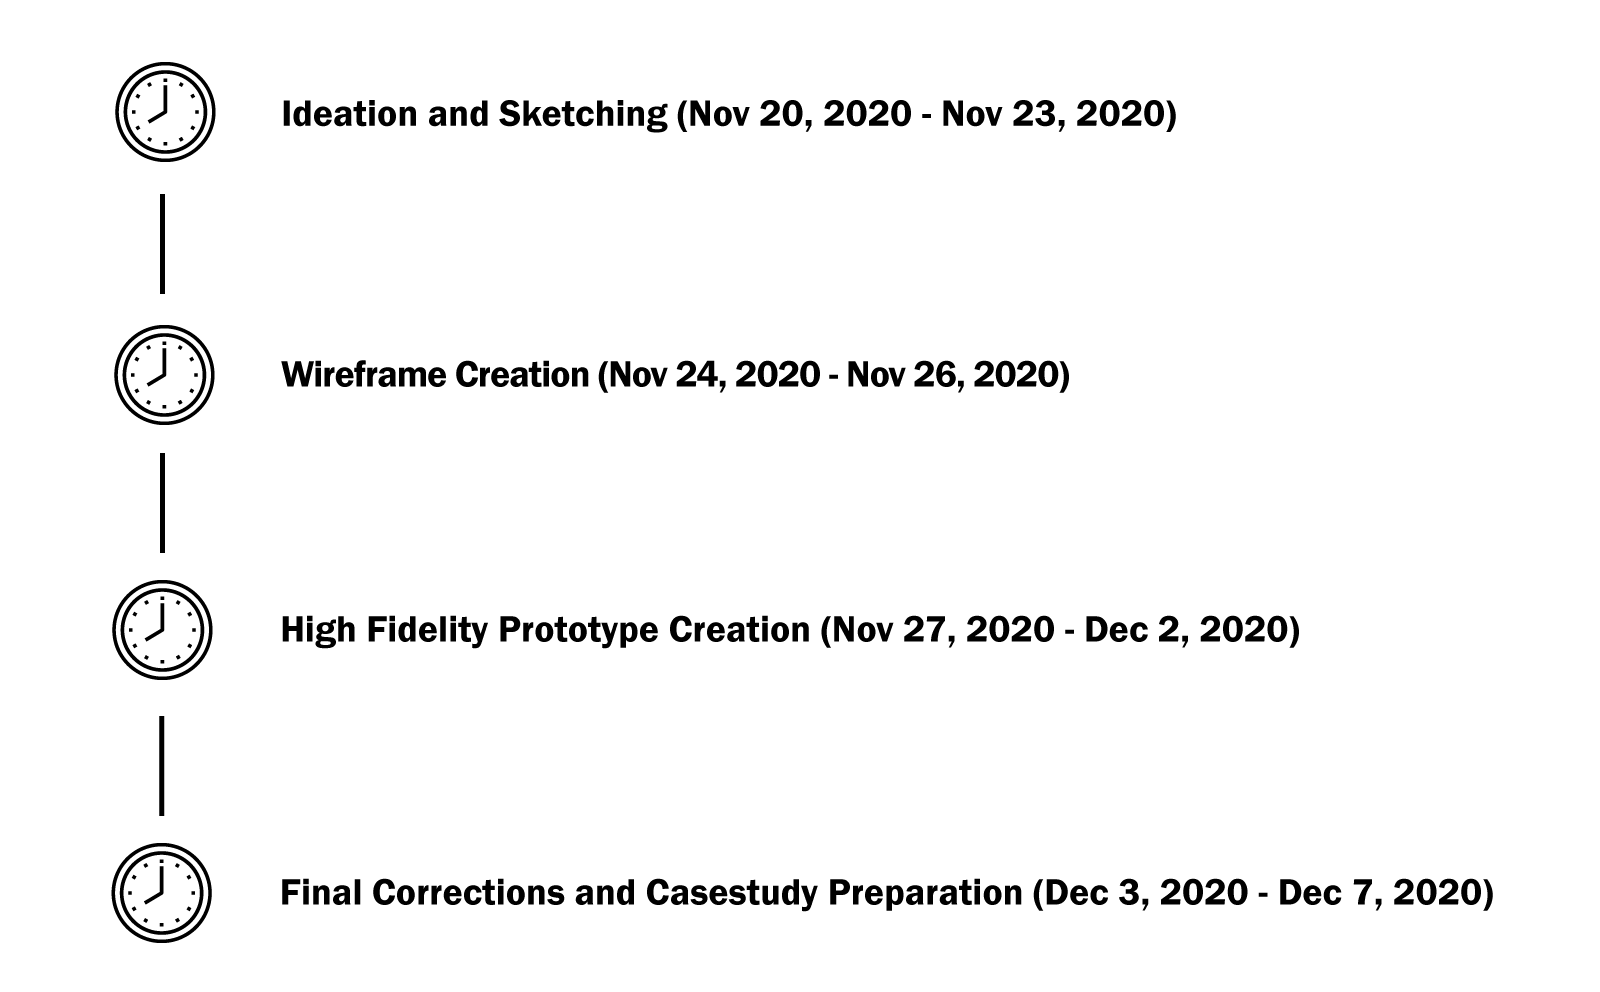 Ideation and Sketching (Nov 20, 2020 - Nov 23, 2020)
Wireframe Creation (Nov 24, 2020 - Nov 26, 2020)
High Fidelity Prototype Creation (Nov 27, 2020 - Dec 2, 2020)
Final Corrections and Casestudy Preparation (Dec 3, 2020 - Dec 7, 2020)